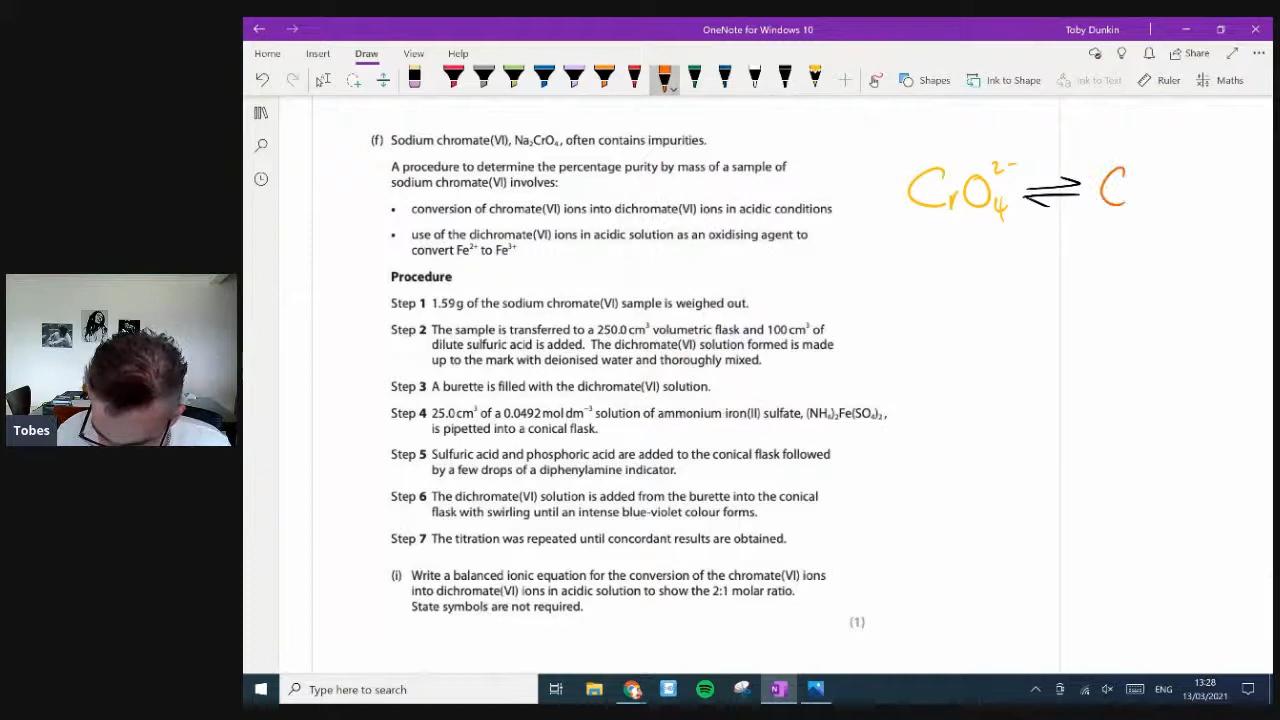 OneNote for Windows 10
Toby Dunkin
Home Insert Draw View Help
Share
Shapes Ink to Shape Ink to Text Ruler Maths
(f) Sodium chromate(VI), Na₂CrO₄, often contains impurities.
A procedure to determine the percentage purity by mass of a sample of
sodium chromate(VI) involves:
• conversion of chromate(VI) ions into dichromate(VI) ions in acidic conditions
• use of the dichromate(VI) ions in acidic solution as an oxidising agent to
convert Fe²⁺ to Fe³⁺
Procedure
Step 1 1.59 g of the sodium chromate(VI) sample is weighed out.
Step 2 The sample is transferred to a 250.0 cm³ volumetric flask and 100 cm³ of
dilute sulfuric acid is added. The dichromate(VI) solution formed is made
up to the mark with deionised water and thoroughly mixed.
Step 3 A burette is filled with the dichromate(VI) solution.
Step 4 25.0 cm³ of a 0.0492 mol dm⁻³ solution of ammonium iron(II) sulfate, (NH₄)₂Fe(SO₄)₂,
is pipetted into a conical flask.
Step 5 Sulfuric acid and phosphoric acid are added to the conical flask followed
by a few drops of a diphenylamine indicator.
Step 6 The dichromate(VI) solution is added from the burette into the conical
flask with swirling until an intense blue-violet colour forms.
Step 7 The titration was repeated until concordant results are obtained.
(i) Write a balanced ionic equation for the conversion of the chromate(VI) ions
into dichromate(VI) ions in acidic solution to show the 2:1 molar ratio.
State symbols are not required.
(1)
CrO₄²⁻ ⇌ C
Tobes
Type here to search
ENG
13:28
13/03/2021